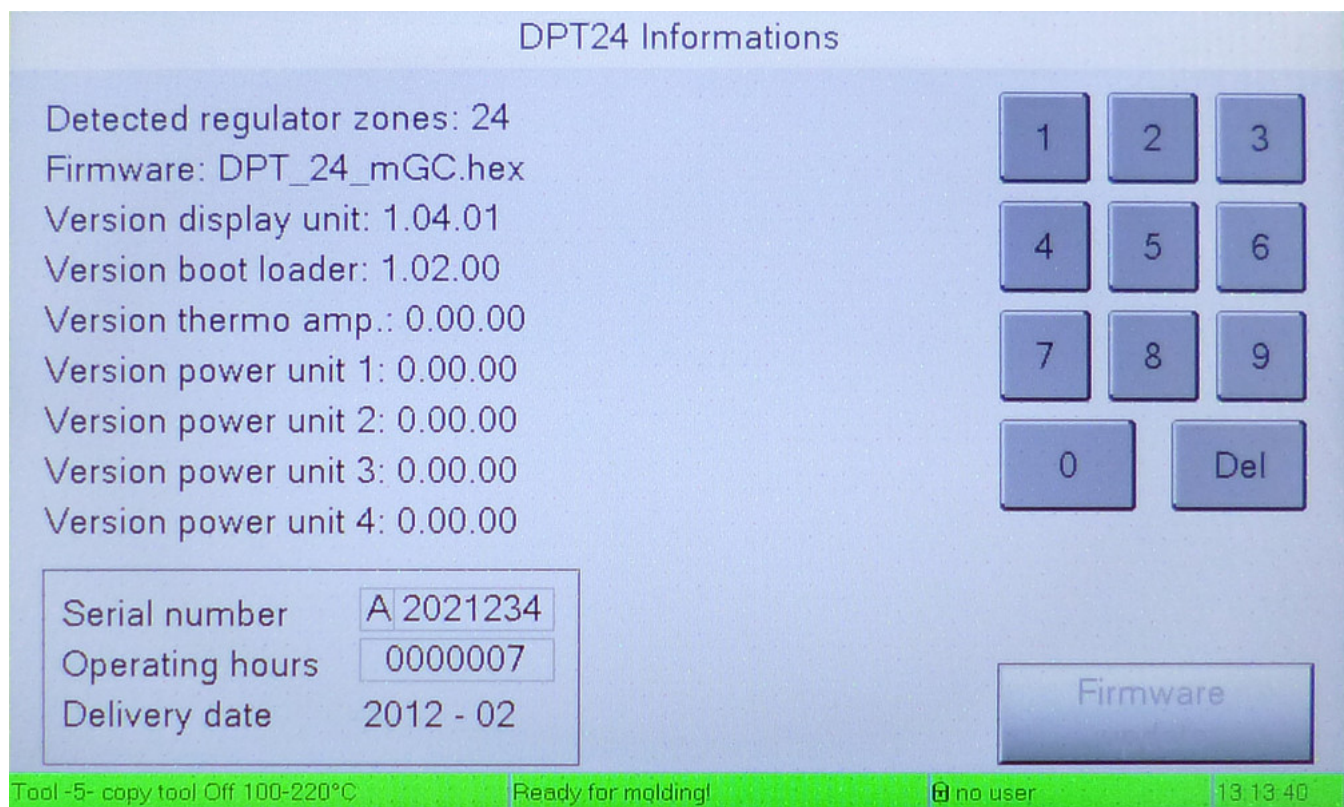 DPT24 Informations
Detected regulator zones: 24
Firmware: DPT_24_mGC.hex
Version display unit: 1.04.01
Version boot loader: 1.02.00
Version thermo amp.: 0.00.00
Version power unit 1: 0.00.00
Version power unit 2: 0.00.00
Version power unit 3: 0.00.00
Version power unit 4: 0.00.00
Serial number A 2021234
Operating hours 0000007
Delivery date 2012 - 02
1 2 3
4 5 6
7 8 9
0 Del
Firmware
update
Tool -5- copy tool Off 100-220°C Ready for molding! no user 13:13:40